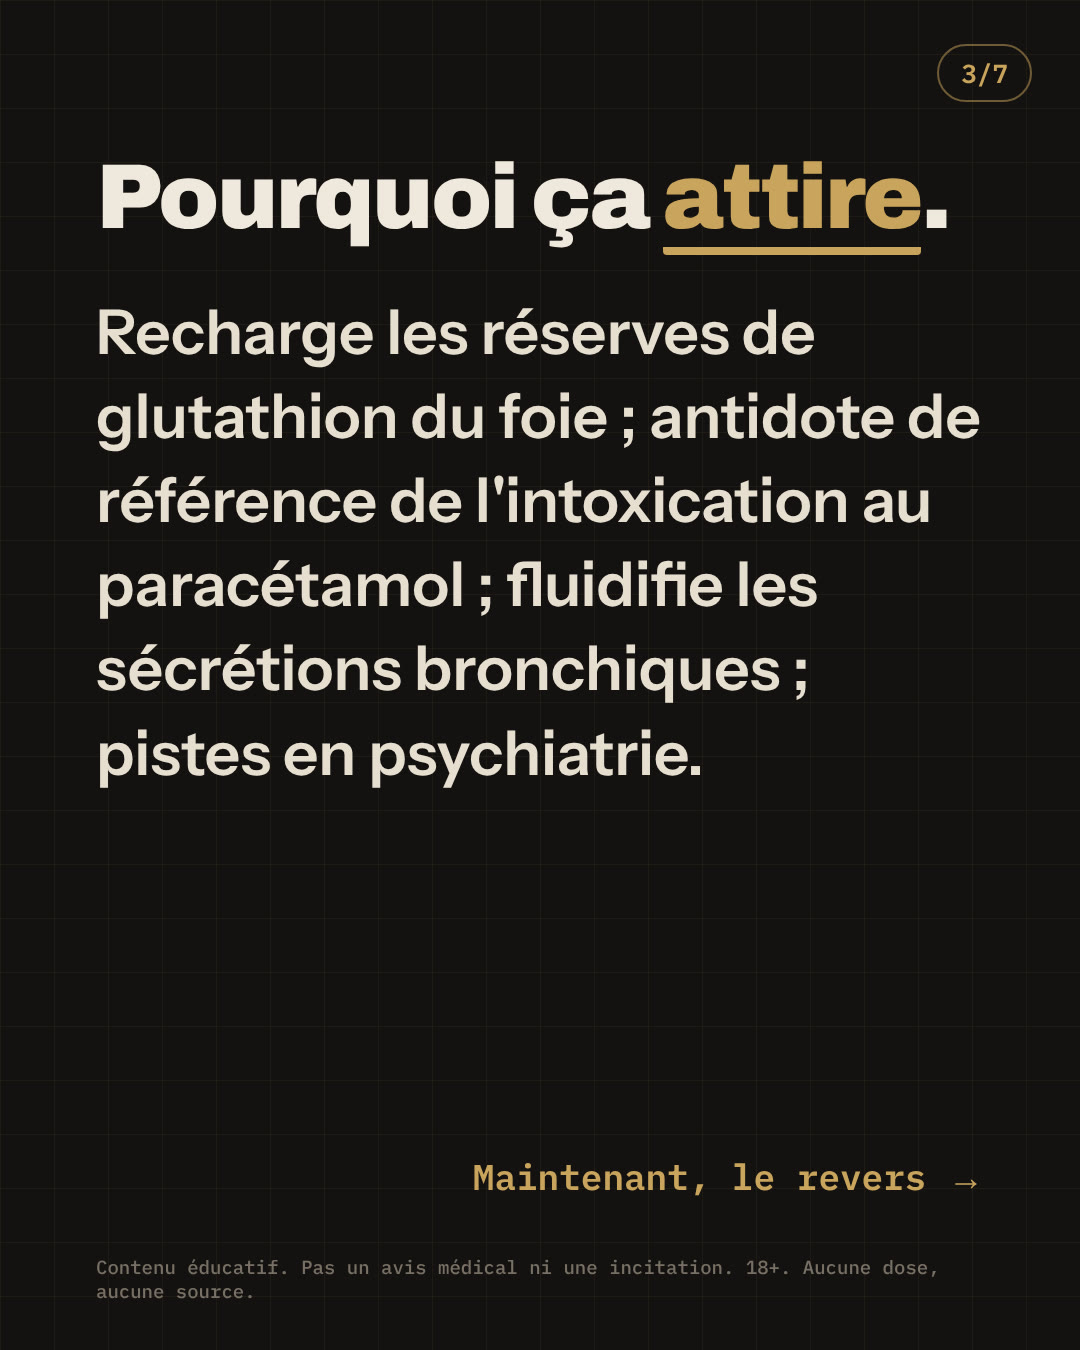 3/7
Pourquoi ça attire.
Recharge les réserves de
glutathion du foie ; antidote de
référence de l'intoxication au
paracétamol ; fluidifie les
sécrétions bronchiques ;
pistes en psychiatrie.
Maintenant, le revers →
Contenu éducatif. Pas un avis médical ni une incitation. 18+. Aucune dose,
aucune source.